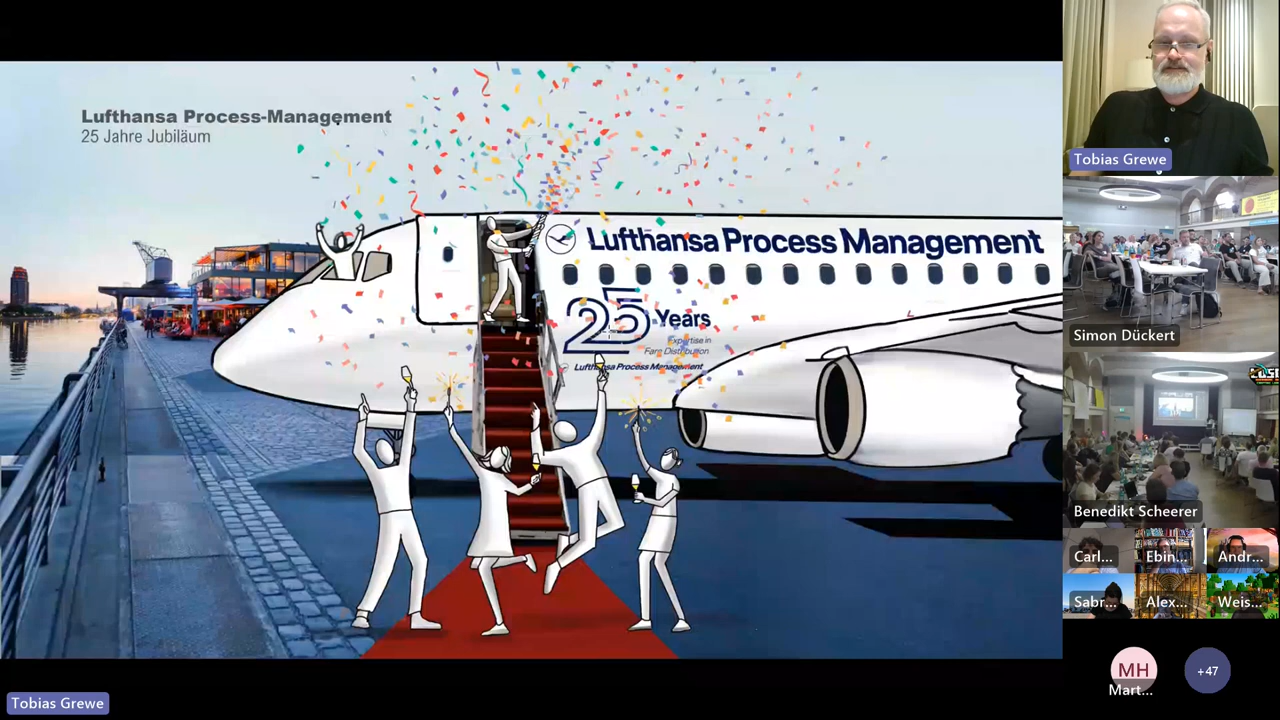 Lufthansa Process-Management
25 Jahre Jubiläum
Lufthansa Process Management
25 Years
Expertise in
Fare Distribution
Lufthansa Process Management
Tobias Grewe
Simon Dückert
Benedikt Scheerer
Carl...
Ebin...
Andr...
Sabr...
Alex...
Weis...
MH
Mart...
+47
Tobias Grewe